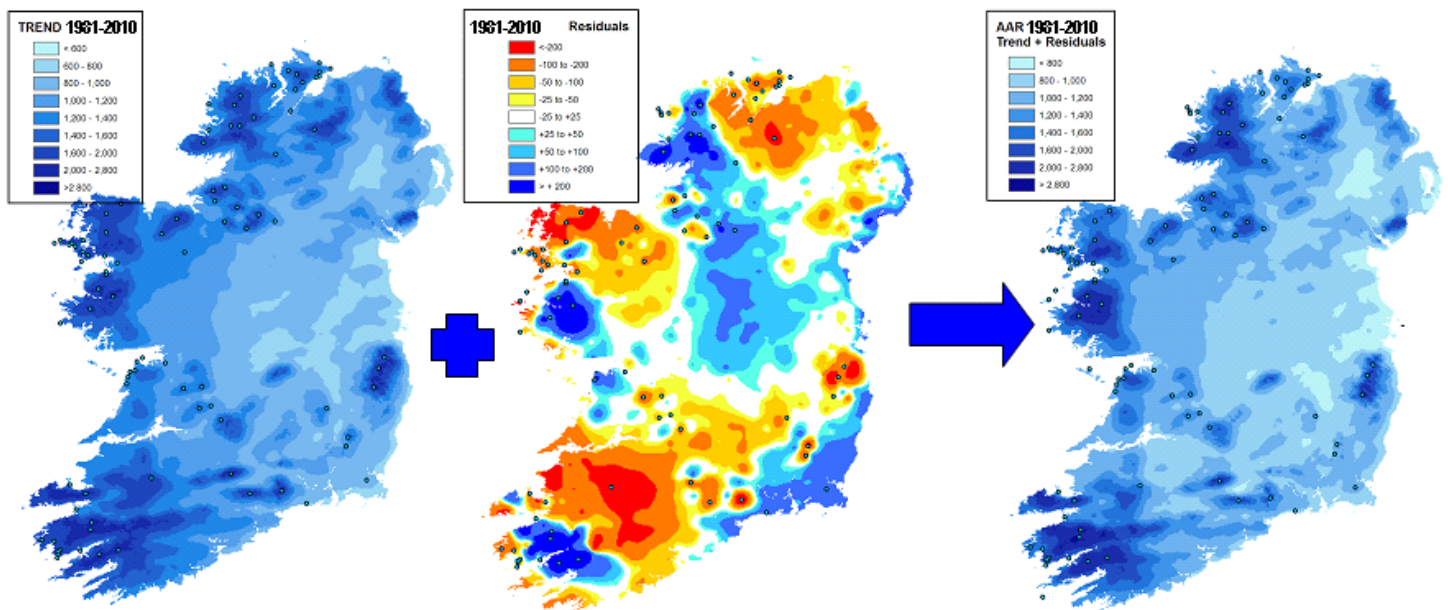 TREND 1981-2010
< 600
600 - 800
800 - 1,000
1,000 - 1,200
1,200 - 1,400
1,400 - 1,600
1,600 - 2,000
2,000 - 2,800
>2 800
1981-2010 Residuals
<-200
-100 to -200
-50 to -100
-25 to -50
-25 to +25
+25 to +50
+50 to +100
+100 to +200
> + 200
AAR 1981-2010
Trend + Residuals
< 800
800 - 1,000
1,000 - 1,200
1,200 - 1,400
1,400 - 1,600
1,600 - 2,000
2,000 - 2,800
> 2,800